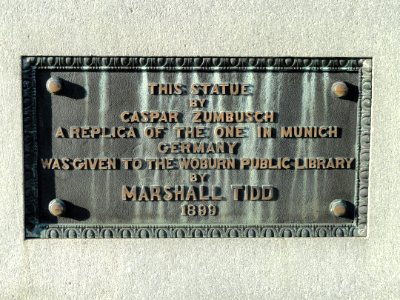 THIS STATUE
BY
CASPAR ZUMBUSCH
A REPLICA OF THE ONE IN MUNICH
GERMANY
WAS GIVEN TO THE WOBURN PUBLIC LIBRARY
BY
MARSHALL TIDD
1899